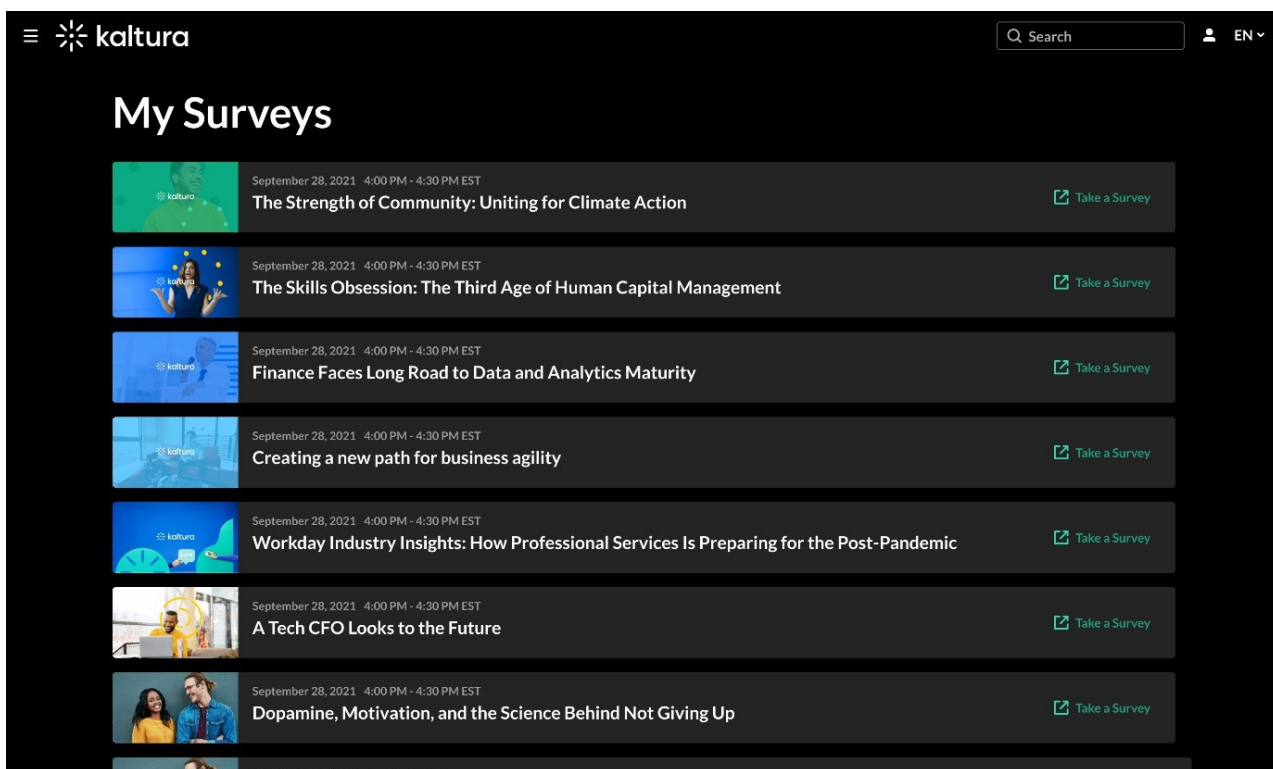 kaltura
Search
EN
My Surveys
kaltura
September 28, 2021 4:00 PM - 4:30 PM EST
The Strength of Community: Uniting for Climate Action
Take a Survey
kaltura
September 28, 2021 4:00 PM - 4:30 PM EST
The Skills Obsession: The Third Age of Human Capital Management
Take a Survey
kaltura
September 28, 2021 4:00 PM - 4:30 PM EST
Finance Faces Long Road to Data and Analytics Maturity
Take a Survey
kaltura
September 28, 2021 4:00 PM - 4:30 PM EST
Creating a new path for business agility
Take a Survey
kaltura
September 28, 2021 4:00 PM - 4:30 PM EST
Workday Industry Insights: How Professional Services Is Preparing for the Post-Pandemic
Take a Survey
September 28, 2021 4:00 PM - 4:30 PM EST
A Tech CFO Looks to the Future
Take a Survey
September 28, 2021 4:00 PM - 4:30 PM EST
Dopamine, Motivation, and the Science Behind Not Giving Up
Take a Survey